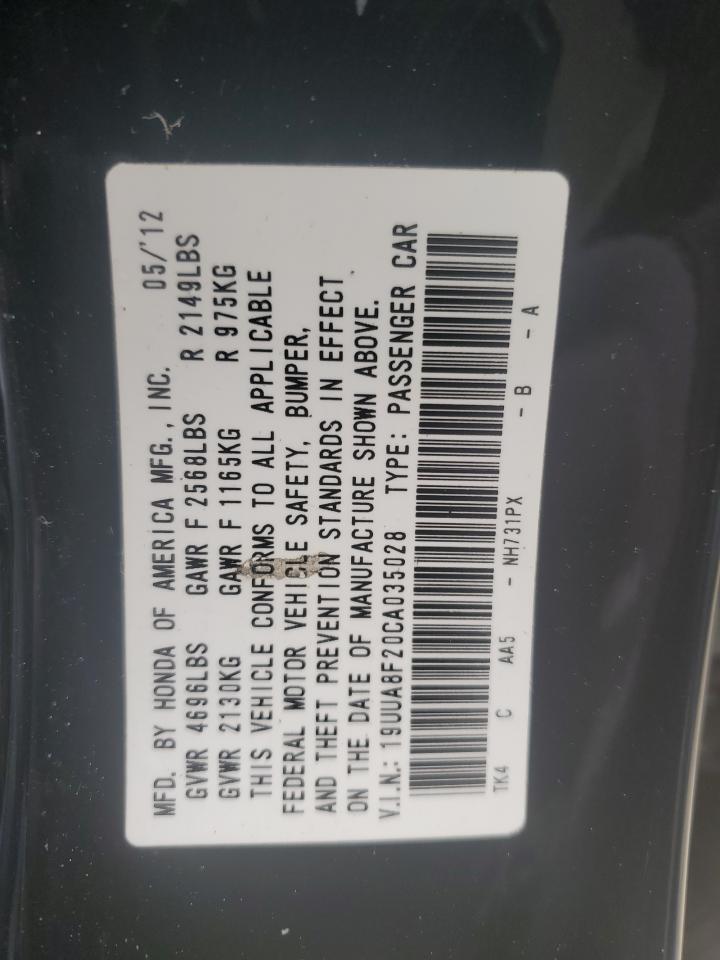 MFD. BY HONDA OF AMERICA MFG., INC. 05/'12
GVWR 4696LBS GAWR F 2568LBS R 2149LBS
GVWR 2130KG GAWR F 1165KG R 975KG
THIS VEHICLE CONFORMS TO ALL APPLICABLE
FEDERAL MOTOR VEHICLE SAFETY, BUMPER,
AND THEFT PREVENTION STANDARDS IN EFFECT
ON THE DATE OF MANUFACTURE SHOWN ABOVE.
V.I.N.: 19UUA8F20CA035028 TYPE: PASSENGER CAR
TK4 C AA5 - NH731PX - B - A